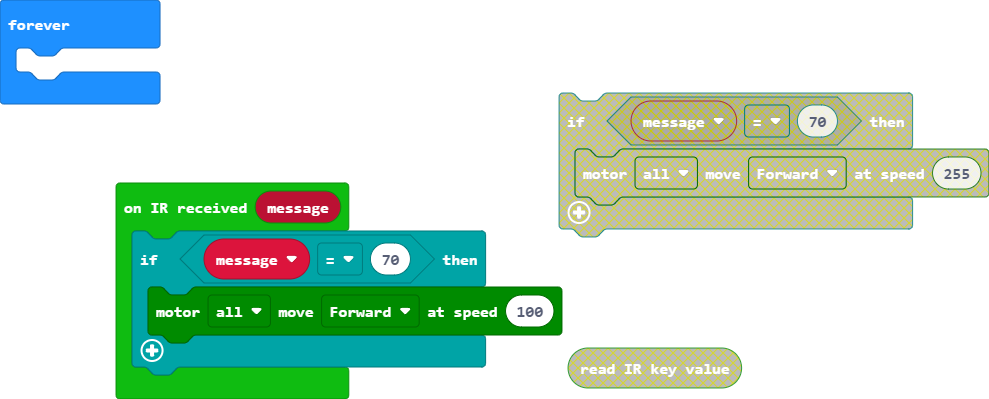 forever
if message = 70 then
motor all move Forward at speed 255
on IR received message
if message = 70 then
motor all move Forward at speed 100
read IR key value